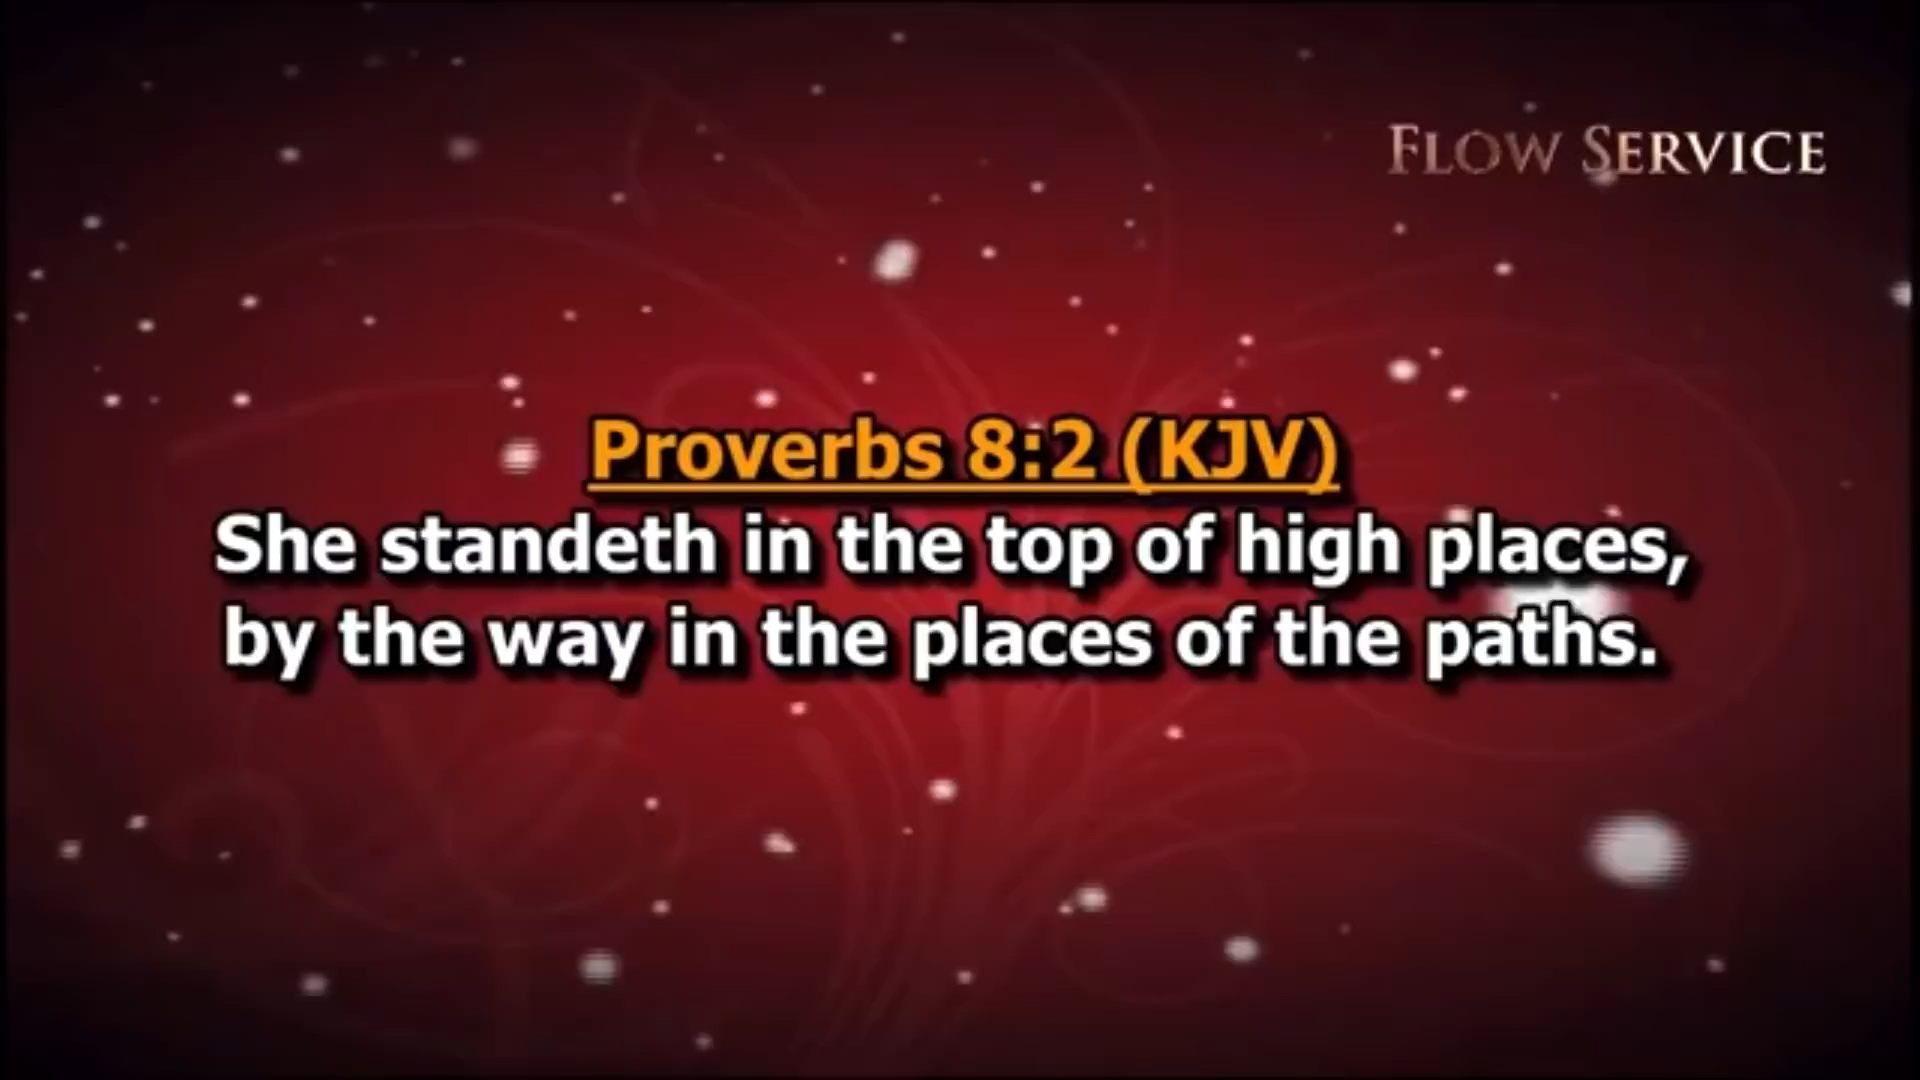 FLOW SERVICE
Proverbs 8:2 (KJV)
She standeth in the top of high places,
by the way in the places of the paths.